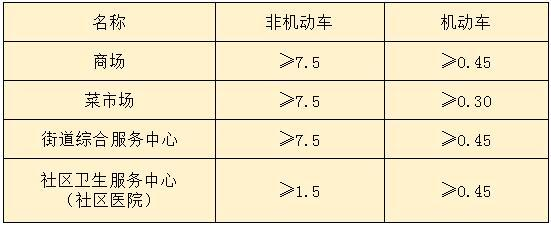 名称 非机动车 机动车
商场 ≥7.5 ≥0.45
菜市场 ≥7.5 ≥0.30
街道综合服务中心 ≥7.5 ≥0.45
社区卫生服务中心
（社区医院） ≥1.5 ≥0.45